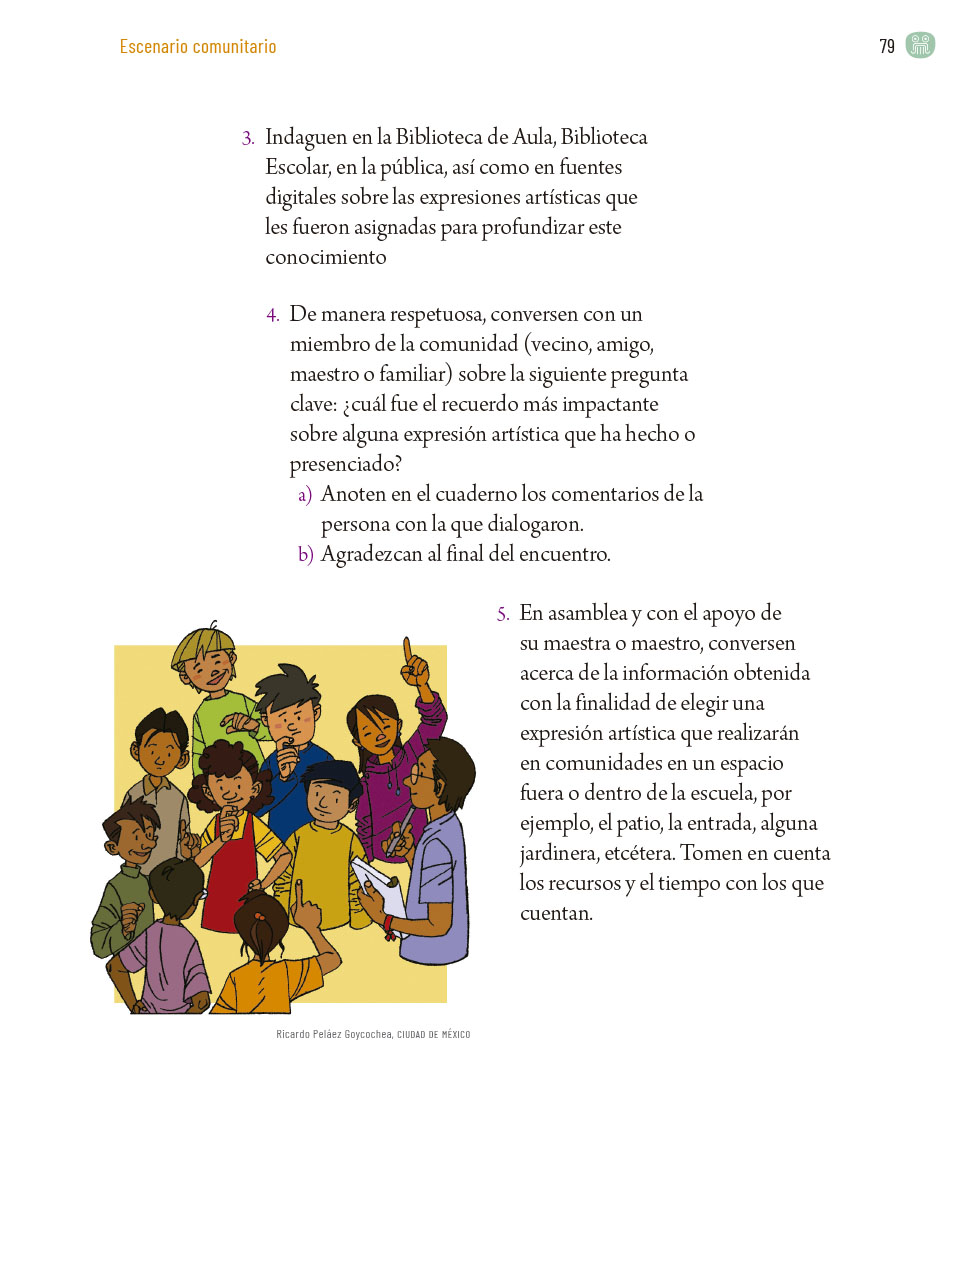 Escenario comunitario
79
3. Indaguen en la Biblioteca de Aula, Biblioteca
Escolar, en la pública, así como en fuentes
digitales sobre las expresiones artísticas que
les fueron asignadas para profundizar este
conocimiento
4. De manera respetuosa, conversen con un
miembro de la comunidad (vecino, amigo,
maestro o familiar) sobre la siguiente pregunta
clave: ¿cuál fue el recuerdo más impactante
sobre alguna expresión artística que ha hecho o
presenciado?
a) Anoten en el cuaderno los comentarios de la
persona con la que dialogaron.
b) Agradezcan al final del encuentro.
5. En asamblea y con el apoyo de
su maestra o maestro, conversen
acerca de la información obtenida
con la finalidad de elegir una
expresión artística que realizarán
en comunidades en un espacio
fuera o dentro de la escuela, por
ejemplo, el patio, la entrada, alguna
jardinera, etcétera. Tomen en cuenta
los recursos y el tiempo con los que
cuentan.
Ricardo Peláez Goycochea, CIUDAD DE MÉXICO